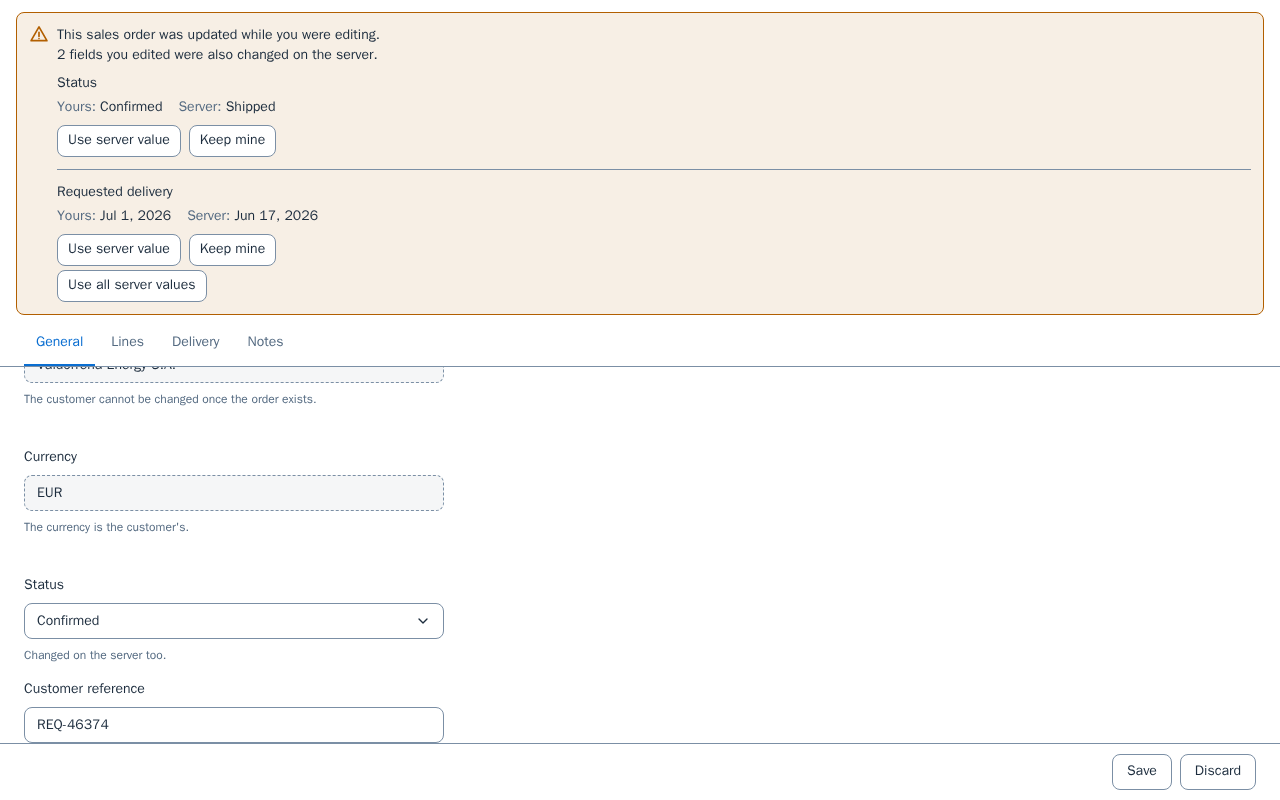 This sales order was updated while you were editing.
2 fields you edited were also changed on the server.
Status
Yours: Confirmed Server: Shipped
Use server value Keep mine
Requested delivery
Yours: Jul 1, 2026 Server: Jun 17, 2026
Use server value Keep mine
Use all server values
General Lines Delivery Notes
The customer cannot be changed once the order exists.
Currency
EUR
The currency is the customer's.
Status
Confirmed
Changed on the server too.
Customer reference
REQ-46374
Save Discard